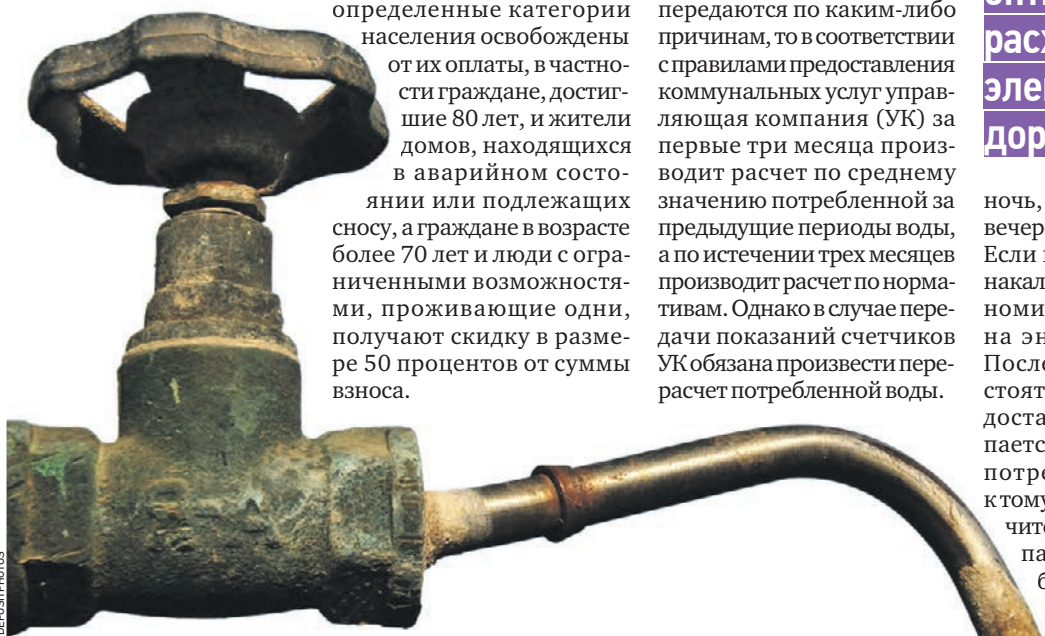 определенные категории
населения освобождены
от их оплаты, в частно-
сти граждане, достиг-
шие 80 лет, и жители
домов, находящихся
в аварийном состо-
янии или подлежащих
сносу, а граждане в возрасте
более 70 лет и люди с огра-
ниченными возможностя-
ми, проживающие одни,
получают скидку в разме-
ре 50 процентов от суммы
взноса.
передаются по каким-либо
причинам, то в соответствии
с правилами предоставления
коммунальных услуг управ-
ляющая компания (УК) за
первые три месяца произ-
водит расчет по среднему
значению потребленной за
предыдущие периоды воды,
а по истечении трех месяцев
производит расчет по норма-
тивам. Однако в случае пере-
дачи показаний счетчиков
УК обязана произвести пере-
расчет потребленной воды.
ночь,
вечер
Если
накал
номи
на эн
После
стоят
доста
паетс
потре
к тому
чит
па
DEPOSITPHOTOS